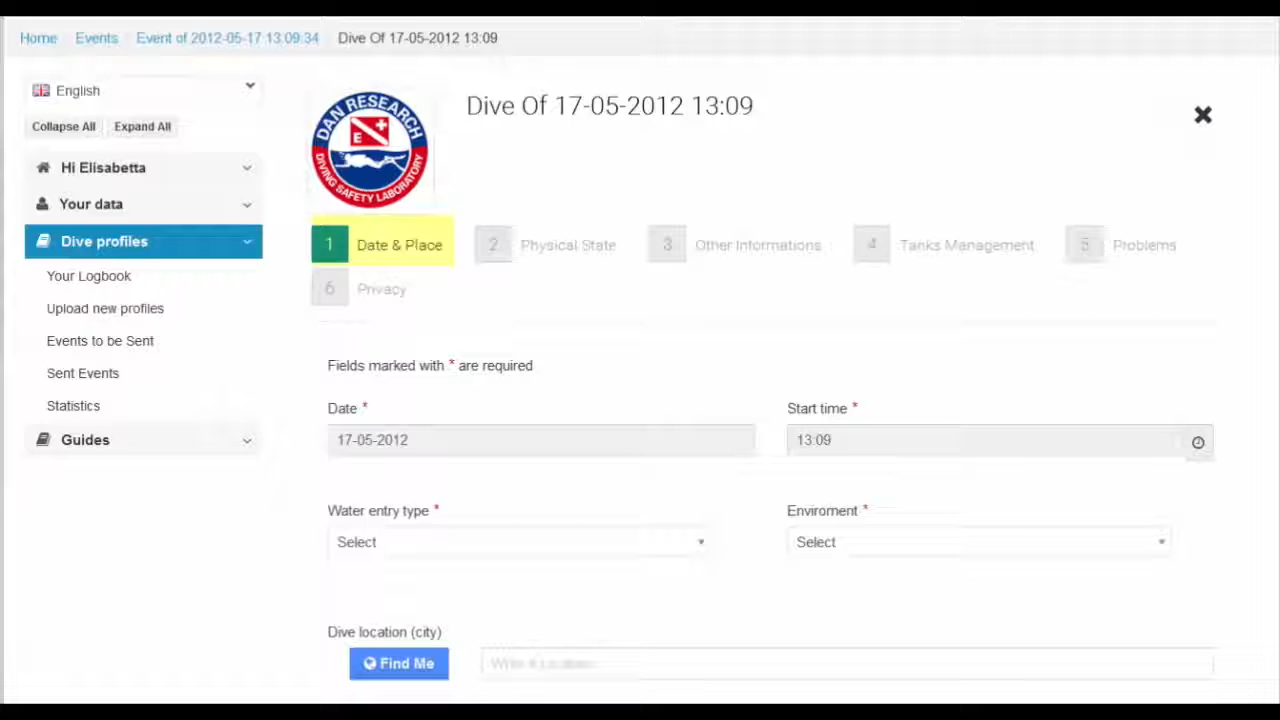 Home Events Event of 2012-05-17 13:09:34 Dive Of 17-05-2012 13:09
English
Collapse All Expand All
Hi Elisabetta
Your data
Dive profiles
Your Logbook
Upload new profiles
Events to be Sent
Sent Events
Statistics
Guides
DAN RESEARCH
E
DIVING SAFETY LABORATORY
Dive Of 17-05-2012 13:09
1 Date & Place 2 Physical State 3 Other Informations 4 Tanks Management 5 Problems
6 Privacy
Fields marked with * are required
Date * Start time *
17-05-2012 13:09
Water entry type * Enviroment *
Select Select
Dive location (city)
Find Me